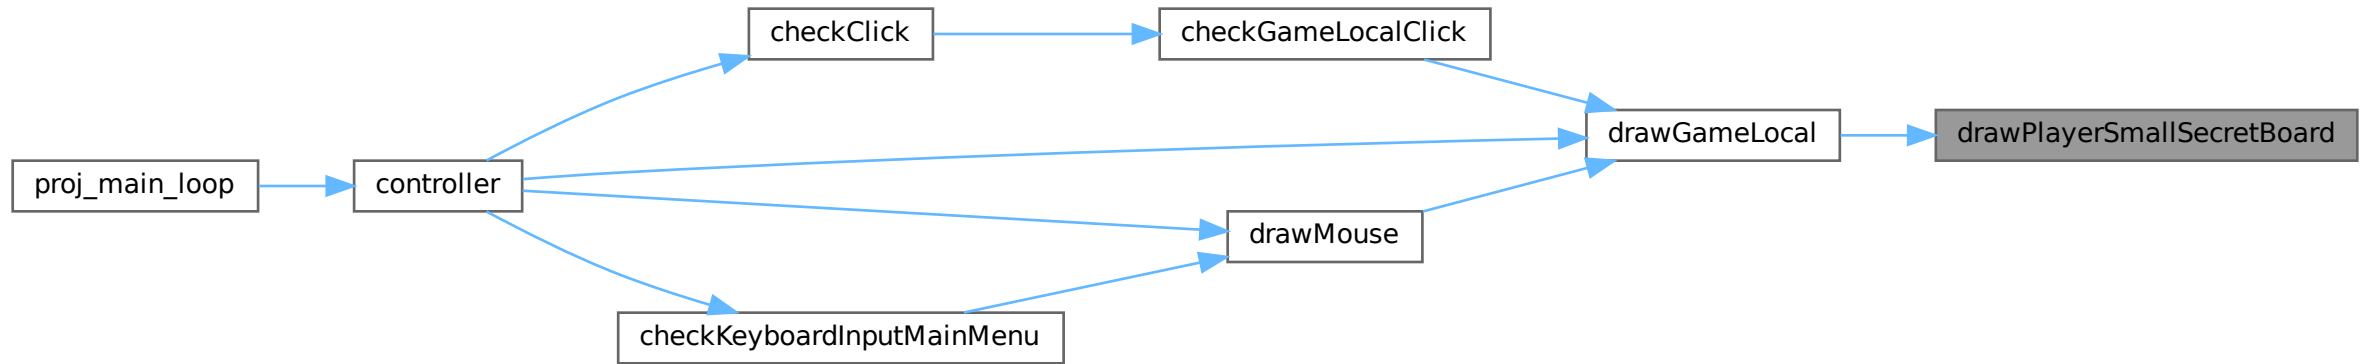 checkClick
checkGameLocalClick
drawGameLocal
drawPlayerSmallSecretBoard
proj_main_loop
controller
drawMouse
checkKeyboardInputMainMenu